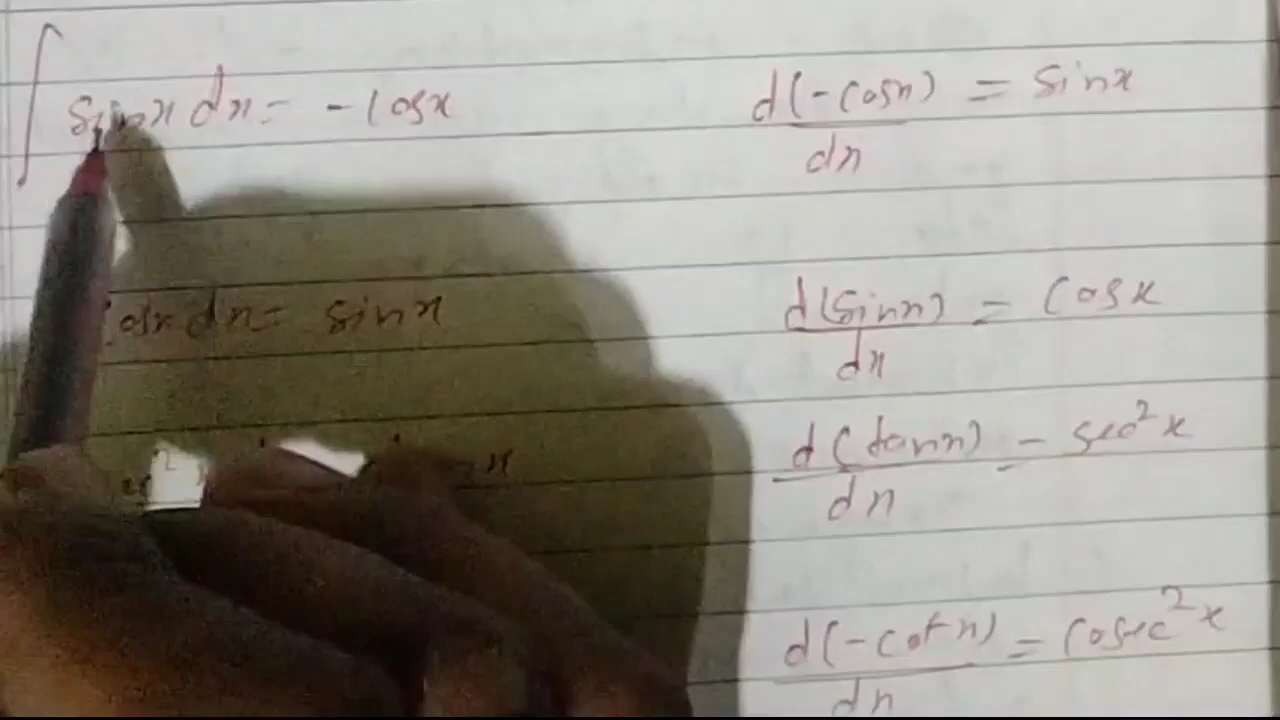 ∫ sinx dx = -cosx d(-cosx)/dx = sinx
cosx dx = sinx d(sinx)/dx = cosx
d(tanx)/dx = sec²x
d(-cotx)/dx = cosec²x